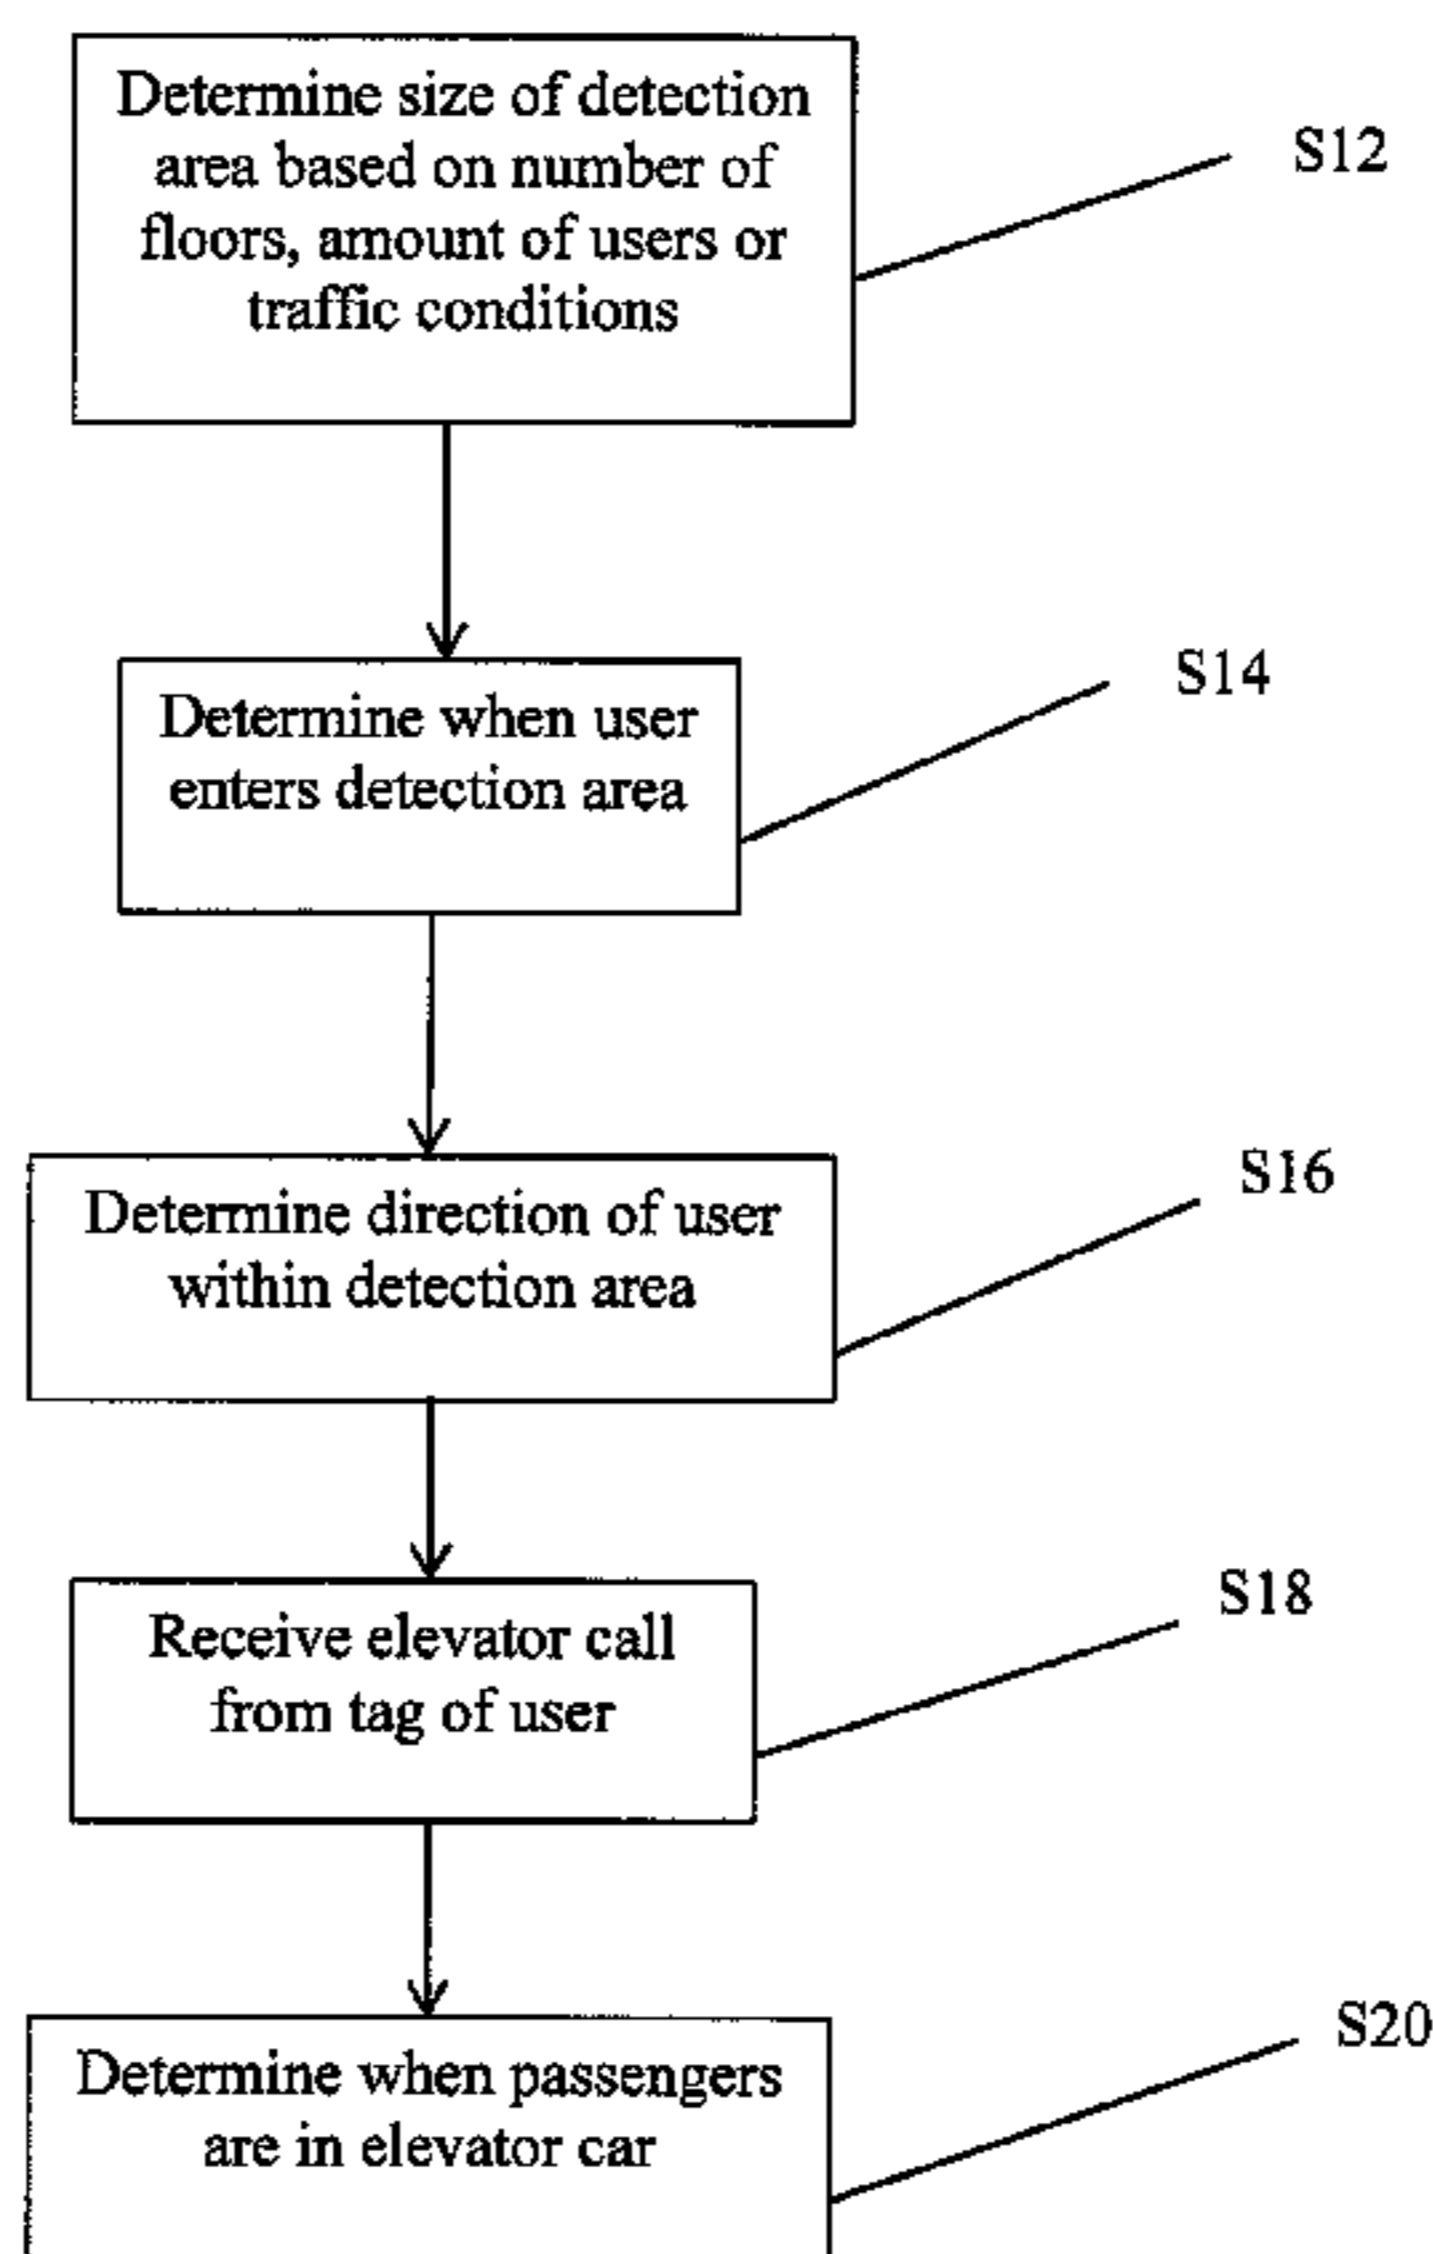 Determine size of detection
area based on number of
floors, amount of users or
traffic conditions
S12
Determine when user
enters detection area
S14
Determine direction of user
within detection area
S16
Receive elevator call
from tag of user
S18
Determine when passengers
are in elevator car
S20